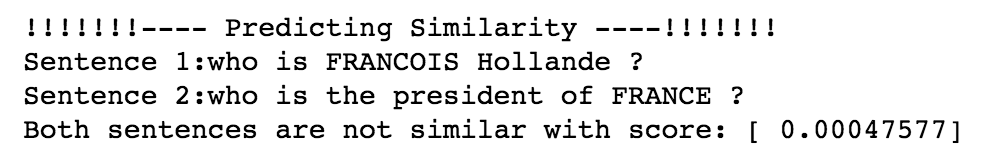 !!!!!!!---- Predicting Similarity ----!!!!!!!
Sentence 1:who is FRANCOIS Hollande ?
Sentence 2:who is the president of FRANCE ?
Both sentences are not similar with score: [ 0.00047577]